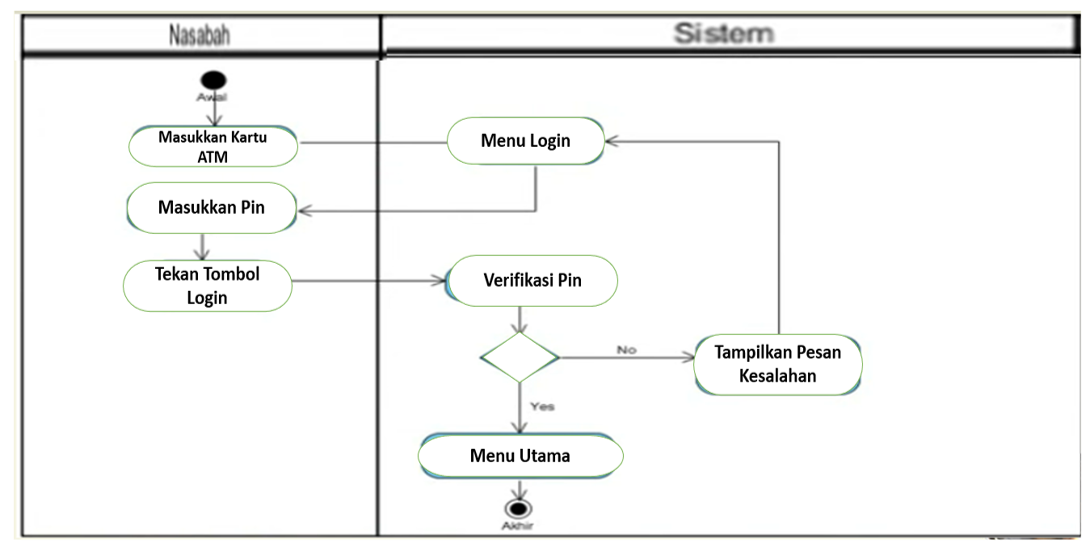 Nasabah
Sistem
Awal
Masukkan Kartu
ATM
Menu Login
Masukkan Pin
Tekan Tombol
Login
Verifikasi Pin
No
Tampilkan Pesan
Kesalahan
Yes
Menu Utama
Akhir